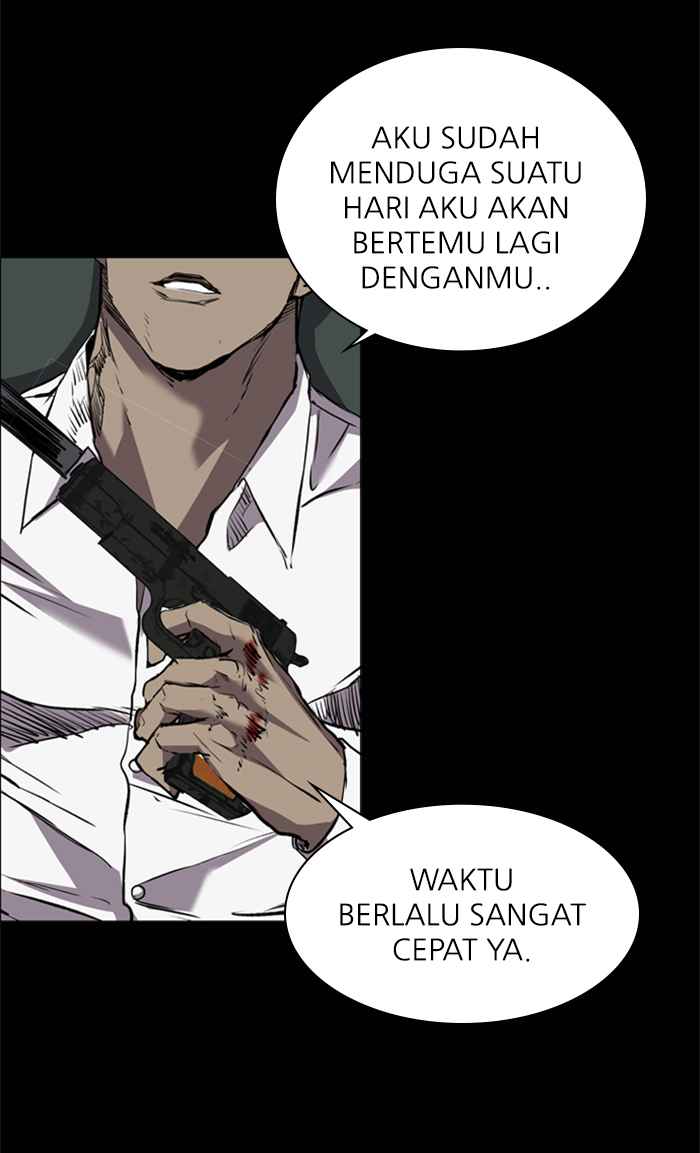 AKU SUDAH
MENDUGA SUATU
HARI AKU AKAN
BERTEMU LAGI
DENGANMU..
WAKTU
BERLALU SANGAT
CEPAT YA.